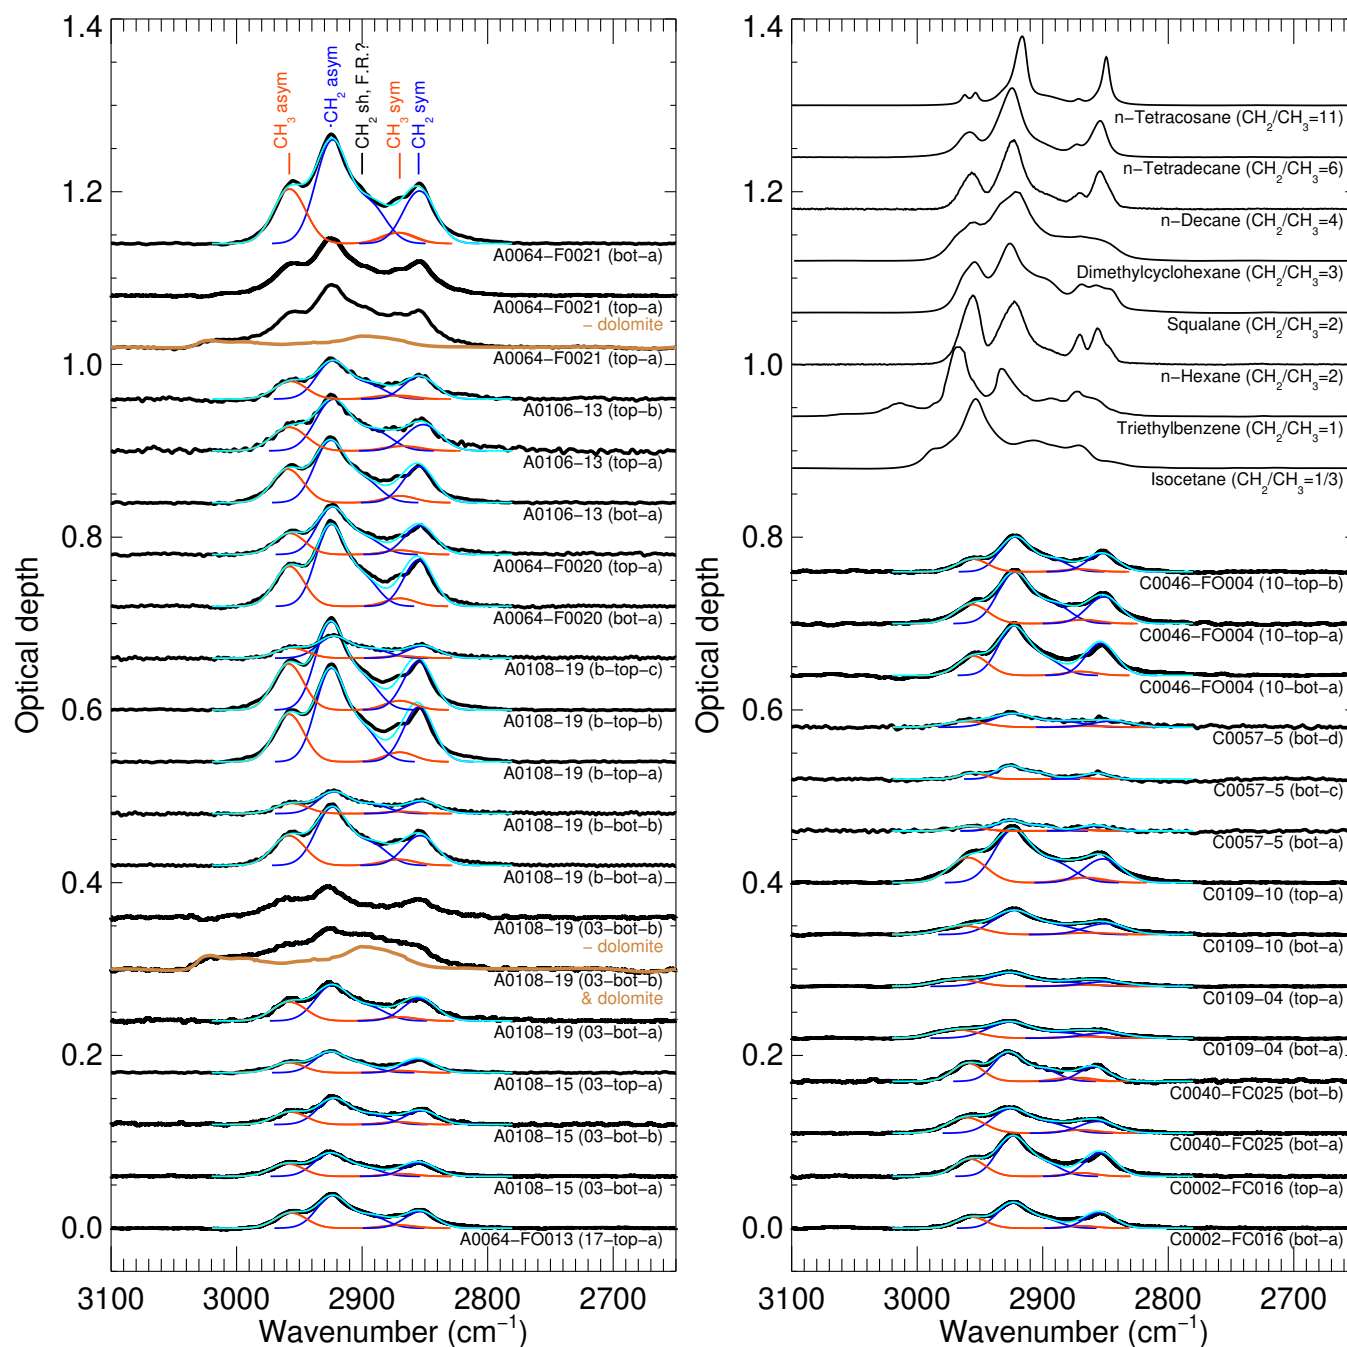 1.4
1.2
1.0
0.8
0.6
0.4
0.2
0.0
Optical depth
CH3 asym
CH2 asym
CH2 sh, F.R.?
CH3 sym
CH2 sym
A0064−F0021 (bot−a)
A0064−F0021 (top−a)
− dolomite
A0064−F0021 (top−a)
A0106−13 (top−b)
A0106−13 (top−a)
A0106−13 (bot−a)
A0064−F0020 (top−a)
A0064−F0020 (bot−a)
A0108−19 (b−top−c)
A0108−19 (b−top−b)
A0108−19 (b−top−a)
A0108−19 (b−bot−b)
A0108−19 (b−bot−a)
A0108−19 (03−bot−b)
− dolomite
A0108−19 (03−bot−b)
& dolomite
A0108−19 (03−bot−a)
A0108−15 (03−top−a)
A0108−15 (03−bot−b)
A0108−15 (03−bot−a)
A0064−FO013 (17−top−a)
3100 3000 2900 2800
Wavenumber (cm−1)
1.4
1.2
1.0
0.8
0.6
0.4
0.2
0.0
Optical depth
n−Tetracosane (CH2/CH3=11)
n−Tetradecane (CH2/CH3=6)
n−Decane (CH2/CH3=4)
Dimethylcyclohexane (CH2/CH3=3)
Squalane (CH2/CH3=2)
n−Hexane (CH2/CH3=2)
Triethylbenzene (CH2/CH3=1)
Isocetane (CH2/CH3=1/3)
C0046−FO004 (10−top−b)
C0046−FO004 (10−top−a)
C0046−FO004 (10−bot−a)
C0057−5 (bot−d)
C0057−5 (bot−c)
C0057−5 (bot−a)
C0109−10 (top−a)
C0109−10 (bot−a)
C0109−04 (top−a)
C0109−04 (bot−a)
C0040−FC025 (bot−b)
C0040−FC025 (bot−a)
C0002−FC016 (top−a)
C0002−FC016 (bot−a)
3100 3000 2900 2800 2700
Wavenumber (cm−1)